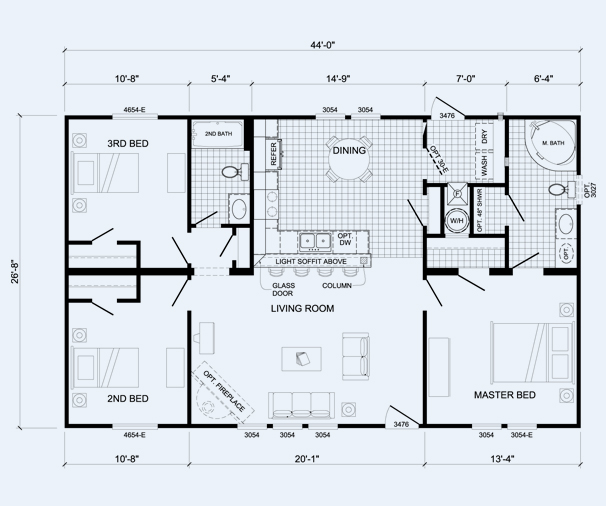 44'-0"
10'-8" 5'-4" 14'-9" 7'-0" 6'-4"
4654-E 3054 3054 3476
3RD BED
2ND BATH
REFER
DINING
OPT. 30-E
WASH DRY
M. BATH
OPT. 3027
F
W/H
OPT. 48" SHWR
OPT. DW
OPT.
LIGHT SOFFIT ABOVE
GLASS DOOR
COLUMN
26'-8"
LIVING ROOM
OPT. FIREPLACE
2ND BED
MASTER BED
4654-E 3054 3054 3054 3476 3054 3054-E
10'-8" 20'-1" 13'-4"